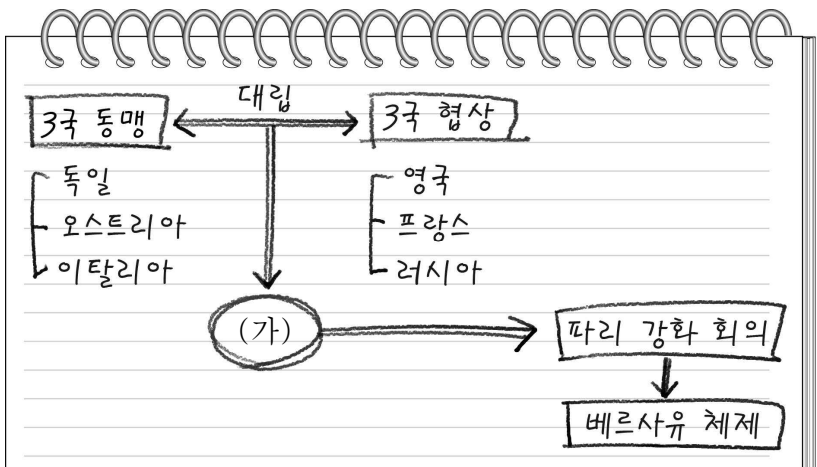 대립
3국 동맹
3국 협상
독일
오스트리아
이탈리아
영국
프랑스
러시아
(가)
파리 강화 회의
베르사유 체제